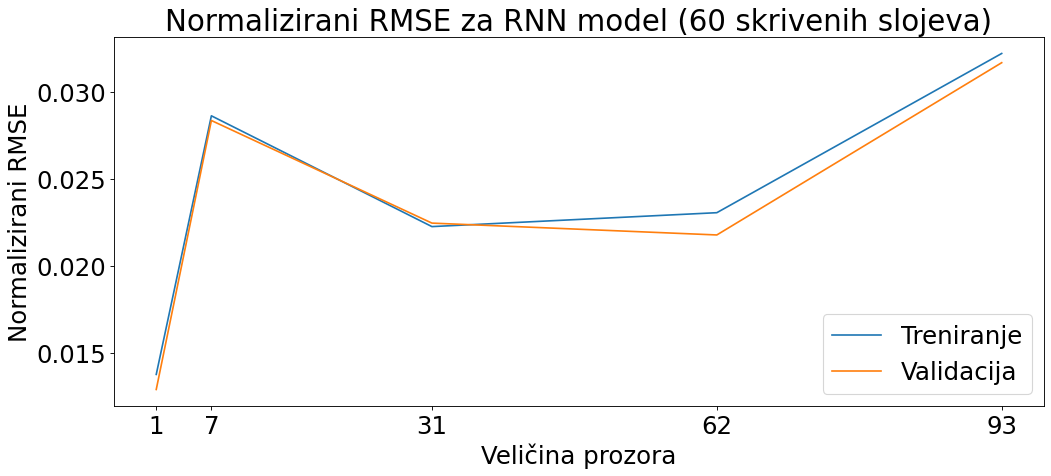 Normalizirani RMSE za RNN model (60 skrivenih slojeva)
Normalizirani RMSE
0.030
0.025
0.020
0.015
Treniranje
Validacija
1 7 31 62 93
Veličina prozora